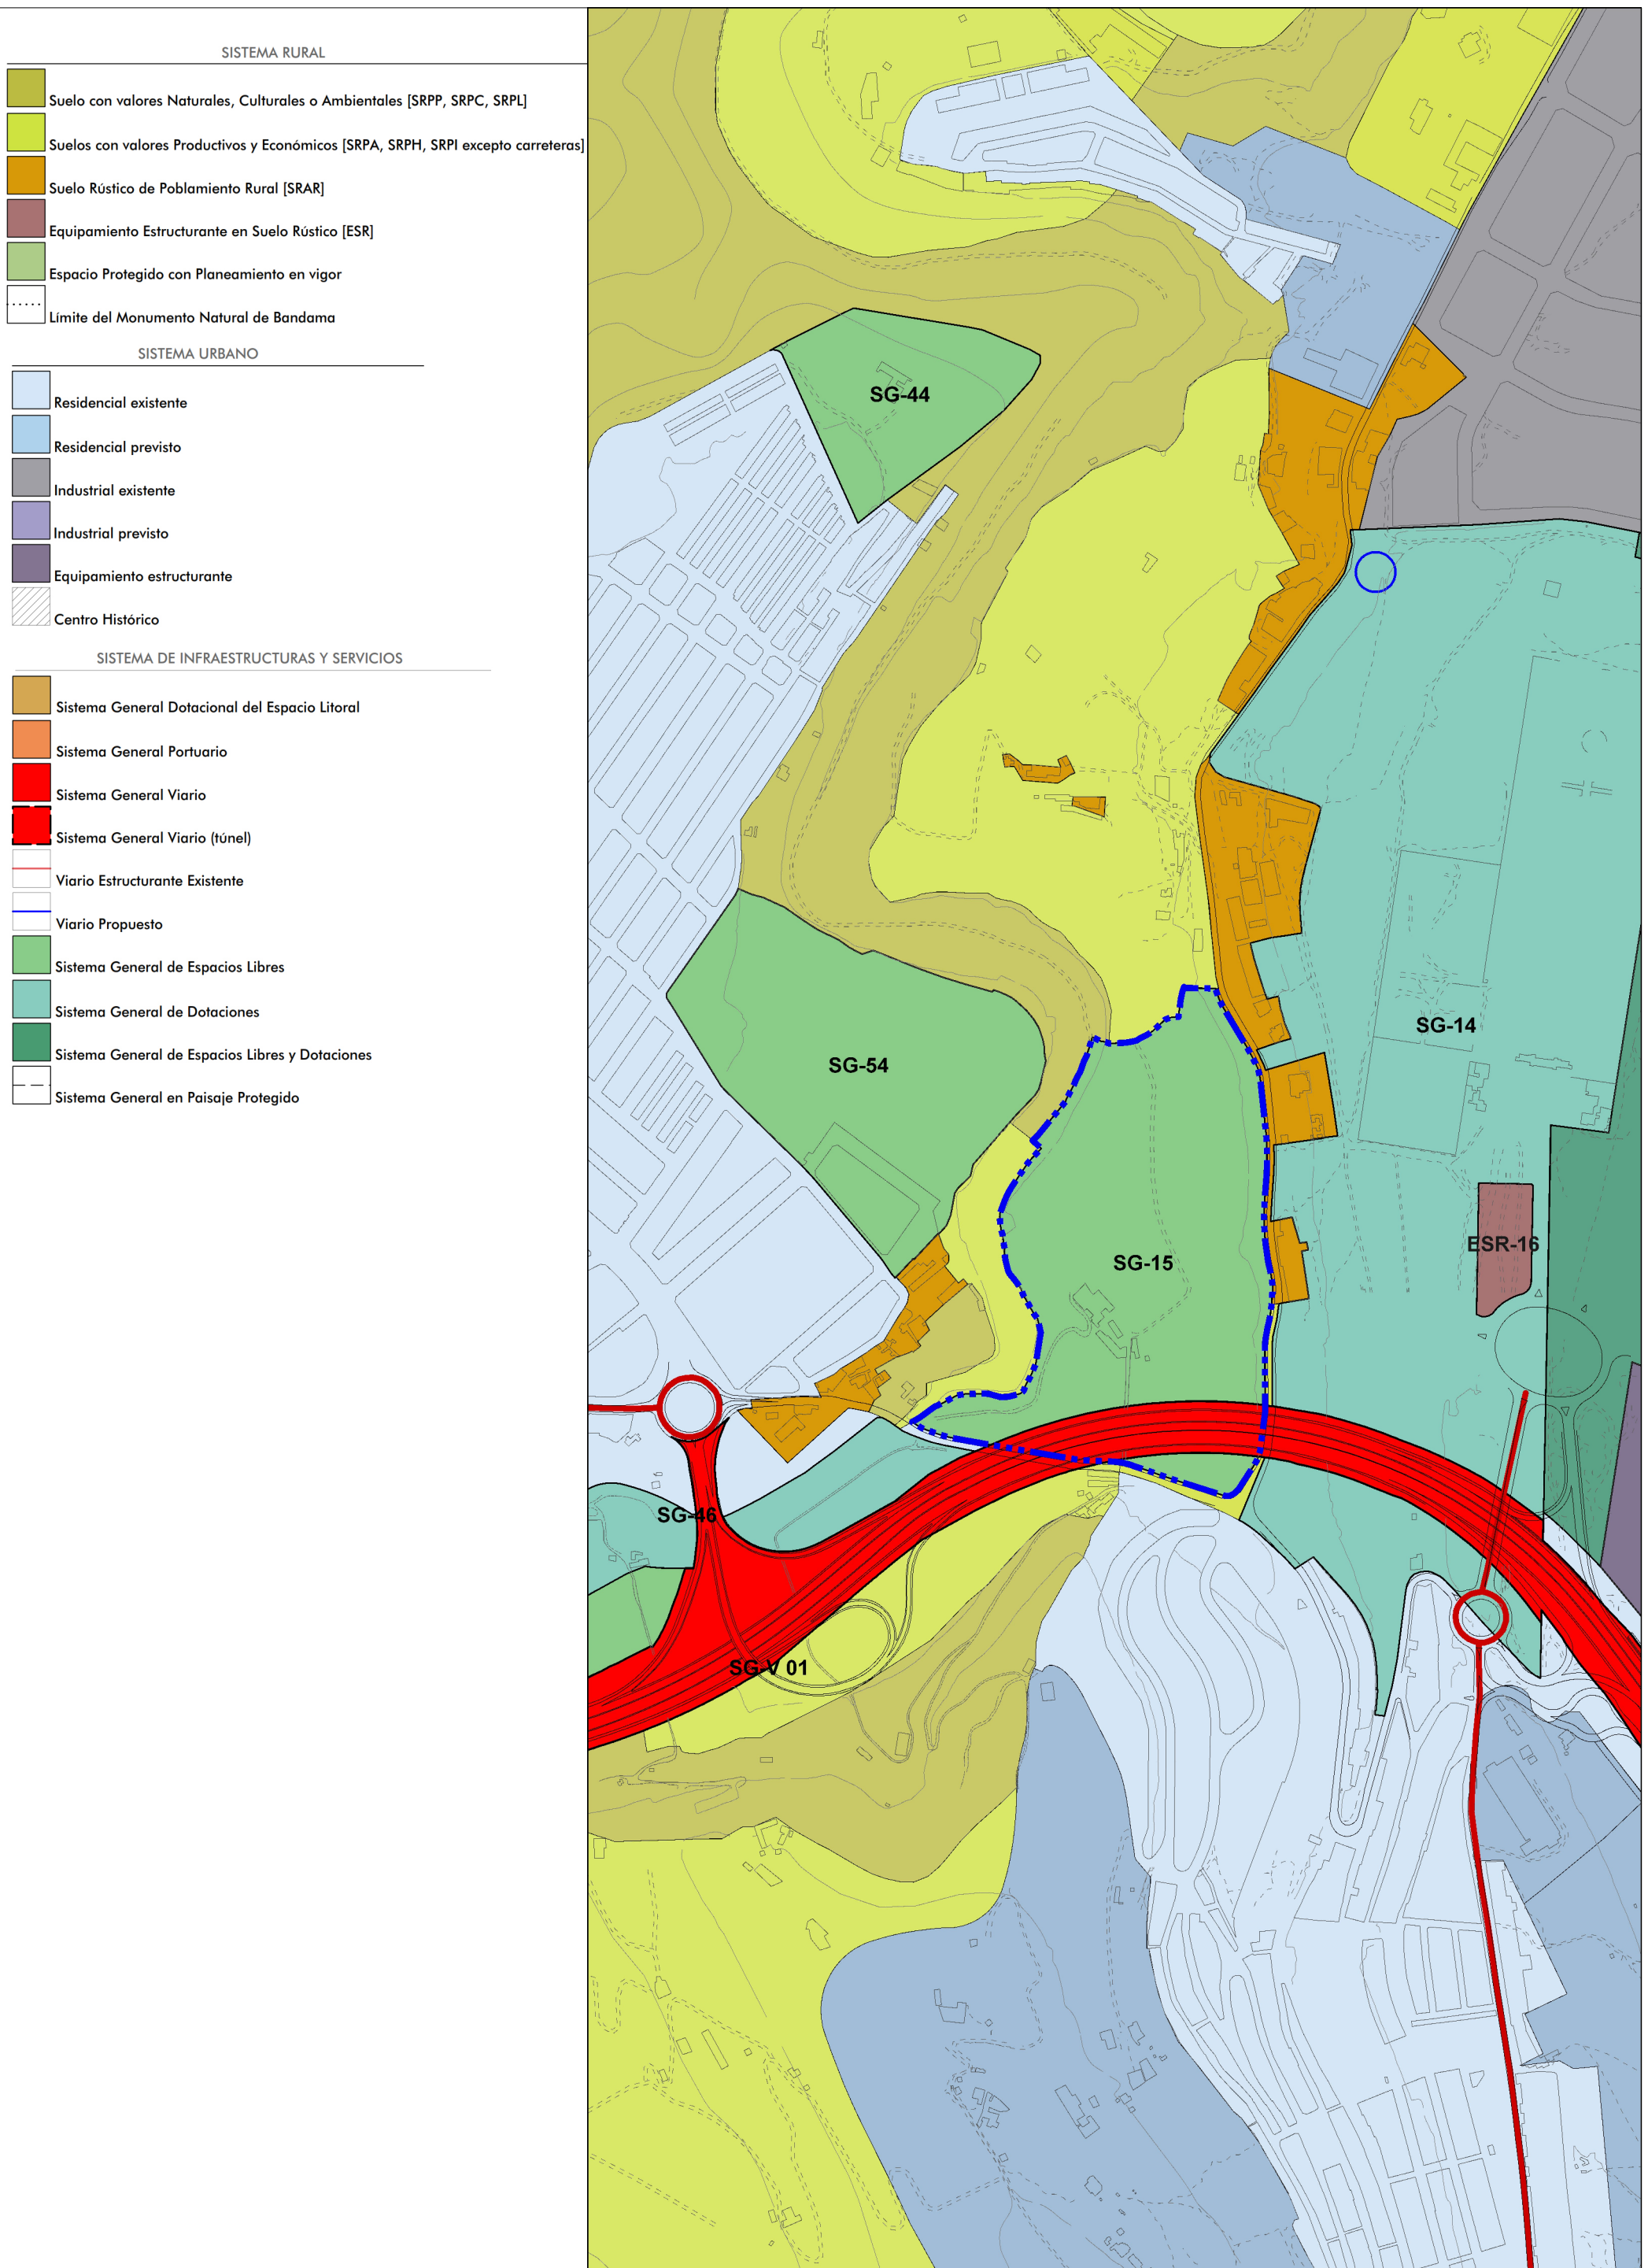 SISTEMA RURAL
Suelo con valores Naturales, Culturales o Ambientales [SRPP, SRPC, SRPL]
Suelos con valores Productivos y Económicos [SRPA, SRPH, SRPI excepto carreteras]
Suelo Rústico de Poblamiento Rural [SRAR]
Equipamiento Estructurante en Suelo Rústico [ESR]
Espacio Protegido con Planeamiento en vigor
Límite del Monumento Natural de Bandama
SISTEMA URBANO
Residencial existente
Residencial previsto
Industrial existente
Industrial previsto
Equipamiento estructurante
Centro Histórico
SISTEMA DE INFRAESTRUCTURAS Y SERVICIOS
Sistema General Dotacional del Espacio Litoral
Sistema General Portuario
Sistema General Viario
Sistema General Viario (túnel)
Viario Estructurante Existente
Viario Propuesto
Sistema General de Espacios Libres
Sistema General de Dotaciones
Sistema General de Espacios Libres y Dotaciones
Sistema General en Paisaje Protegido
SG-44
SG-14
SG-54
ESR-16
SG-15
SG-46
SG-V 01